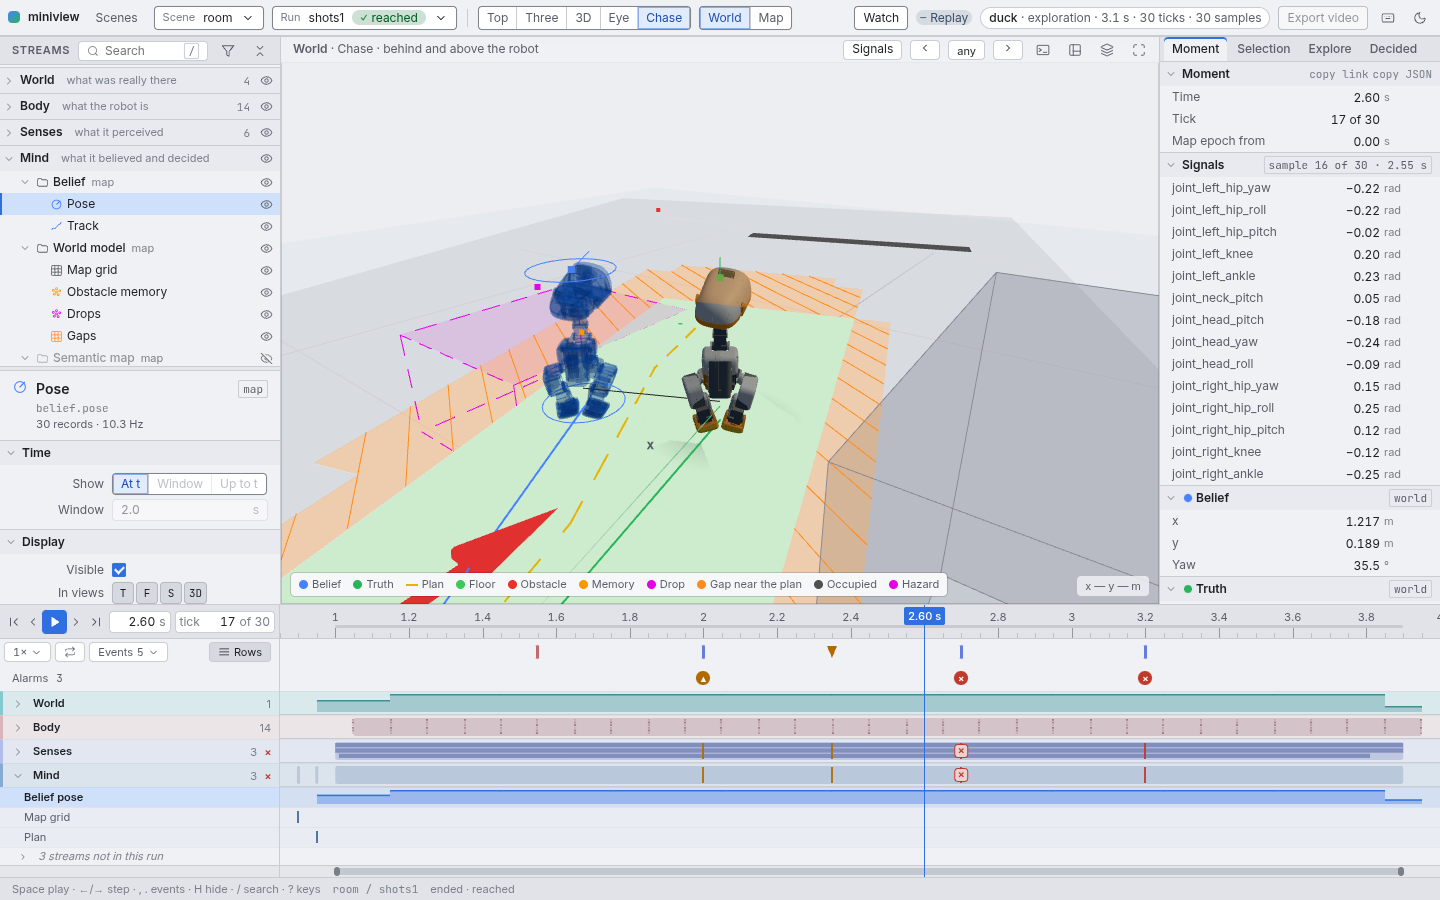 miniview Scenes Scene room Run shots1 ✓ reached Top Three 3D Eye Chase World Map Watch Replay duck · exploration · 3.1 s · 30 ticks · 30 samples Export video
STREAMS Search /
World what was really there 4
Body what the robot is 14
Senses what it perceived 6
Mind what it believed and decided
Belief map
Pose
Track
World model map
Map grid
Obstacle memory
Drops
Gaps
Semantic map map
Pose map
belief.pose
30 records · 10.3 Hz
Time
Show At t Window Up to t
Window 2.0 s
Display
Visible
In views T F S 3D
World · Chase · behind and above the robot Signals any
x
Belief Truth Plan Floor Obstacle Memory Drop Gap near the plan Occupied Hazard
x — y — m
Moment Selection Explore Decided
Moment copy link copy JSON
Time 2.60 s
Tick 17 of 30
Map epoch from 0.00 s
Signals sample 16 of 30 · 2.55 s
joint_left_hip_yaw −0.22 rad
joint_left_hip_roll −0.22 rad
joint_left_hip_pitch −0.02 rad
joint_left_knee 0.20 rad
joint_left_ankle 0.23 rad
joint_neck_pitch 0.05 rad
joint_head_pitch −0.18 rad
joint_head_yaw −0.24 rad
joint_head_roll −0.09 rad
joint_right_hip_yaw 0.15 rad
joint_right_hip_roll 0.25 rad
joint_right_hip_pitch 0.12 rad
joint_right_knee −0.12 rad
joint_right_ankle −0.25 rad
Belief world
x 1.217 m
y 0.189 m
Yaw 35.5 °
Truth world
2.60 s tick 17 of 30
1 1.2 1.4 1.6 1.8 2 2.2 2.4 2.60 s 2.8 3 3.2 3.4 3.6 3.8 4
1× Events 5 Rows
Alarms 3
World 1
Body 14
Senses 3 ×
Mind 3 ×
Belief pose
Map grid
Plan
3 streams not in this run
Space play · ←/→ step · , . events · H hide · / search · ? keys room / shots1 ended · reached